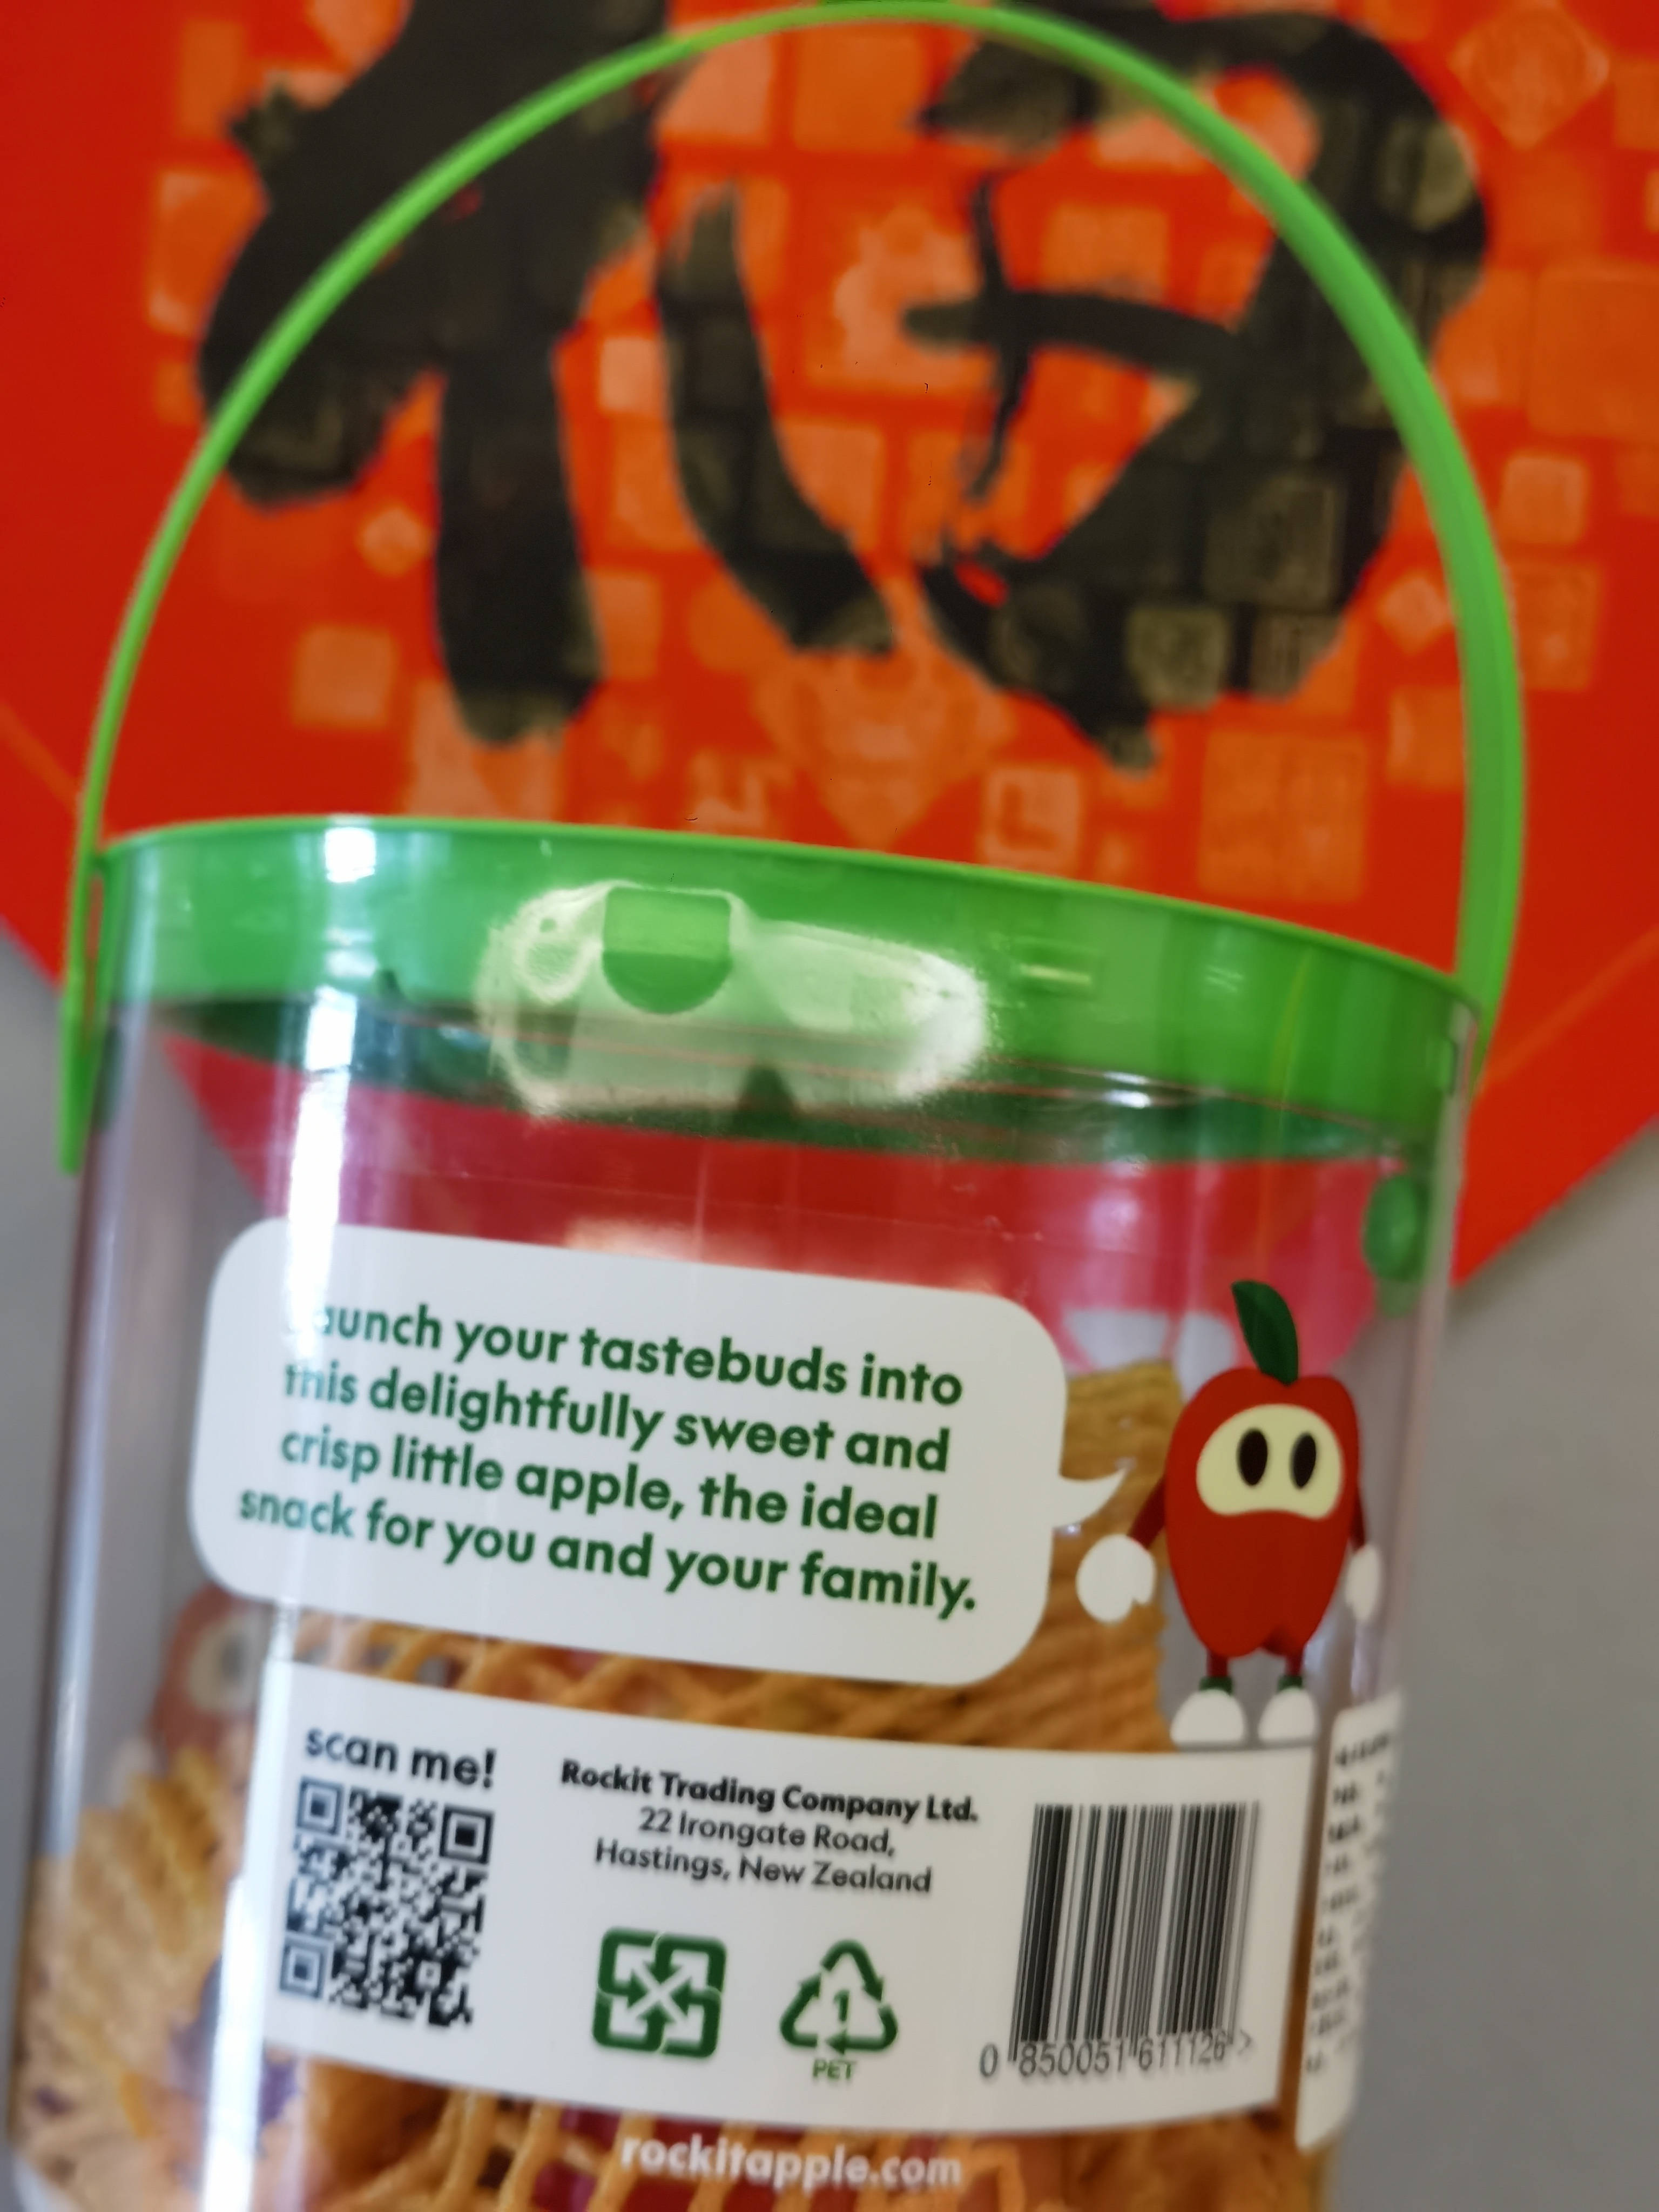 aunch your tastebuds into
this delightfully sweet and
crisp little apple, the ideal
snack for you and your family.
scan me!
Rockit Trading Company Ltd.
22 Irongate Road,
Hastings, New Zealand
1
PET
0 850051 611126 >
rockitapple.com